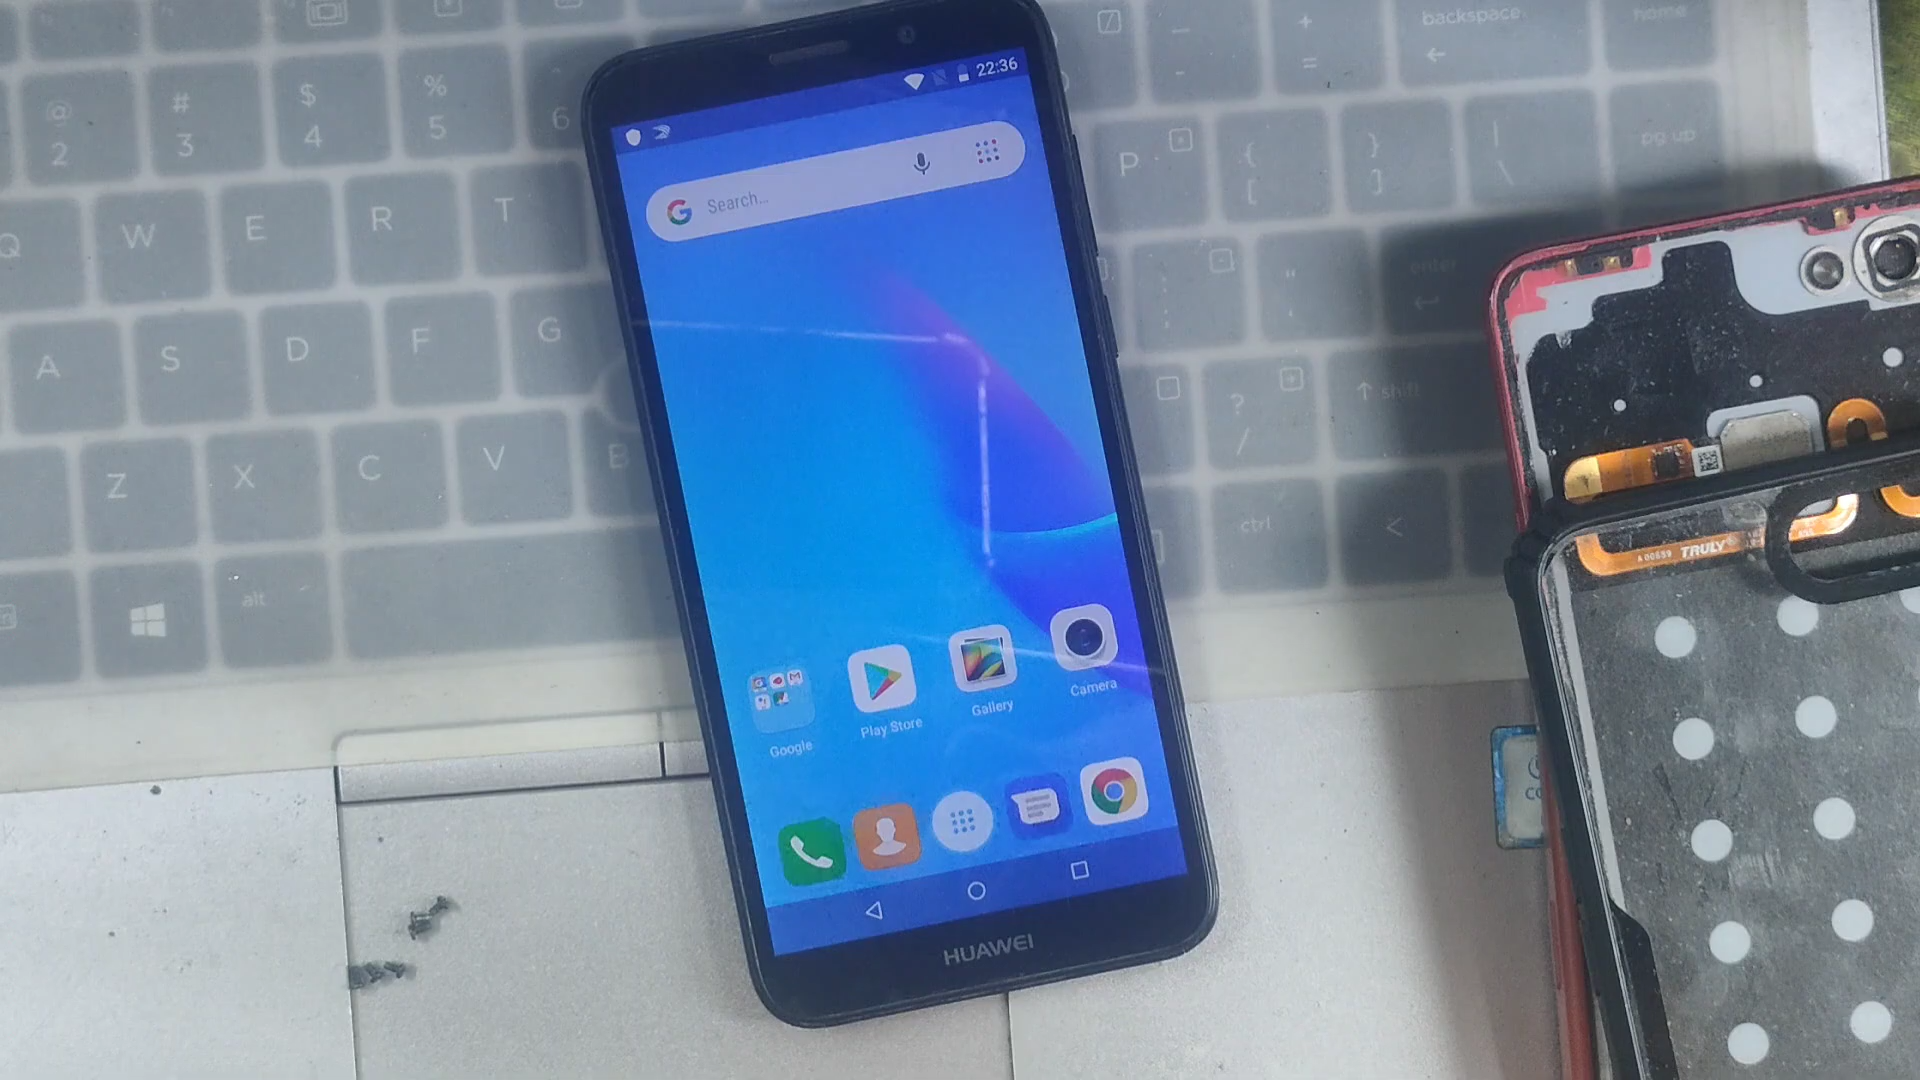 22:36
Search...
Google
Play Store
Gallery
Camera
HUAWEI
backspace
home
@
2
#
3
$
4
%
5
6
-
+
=
Q
W
E
R
T
P
{
[
}
]
|
\
pg up
A
S
D
F
G
:
;
"
'
enter
Z
X
C
V
B
?
/
shift
alt
ctrl
<
A00659 TRULY